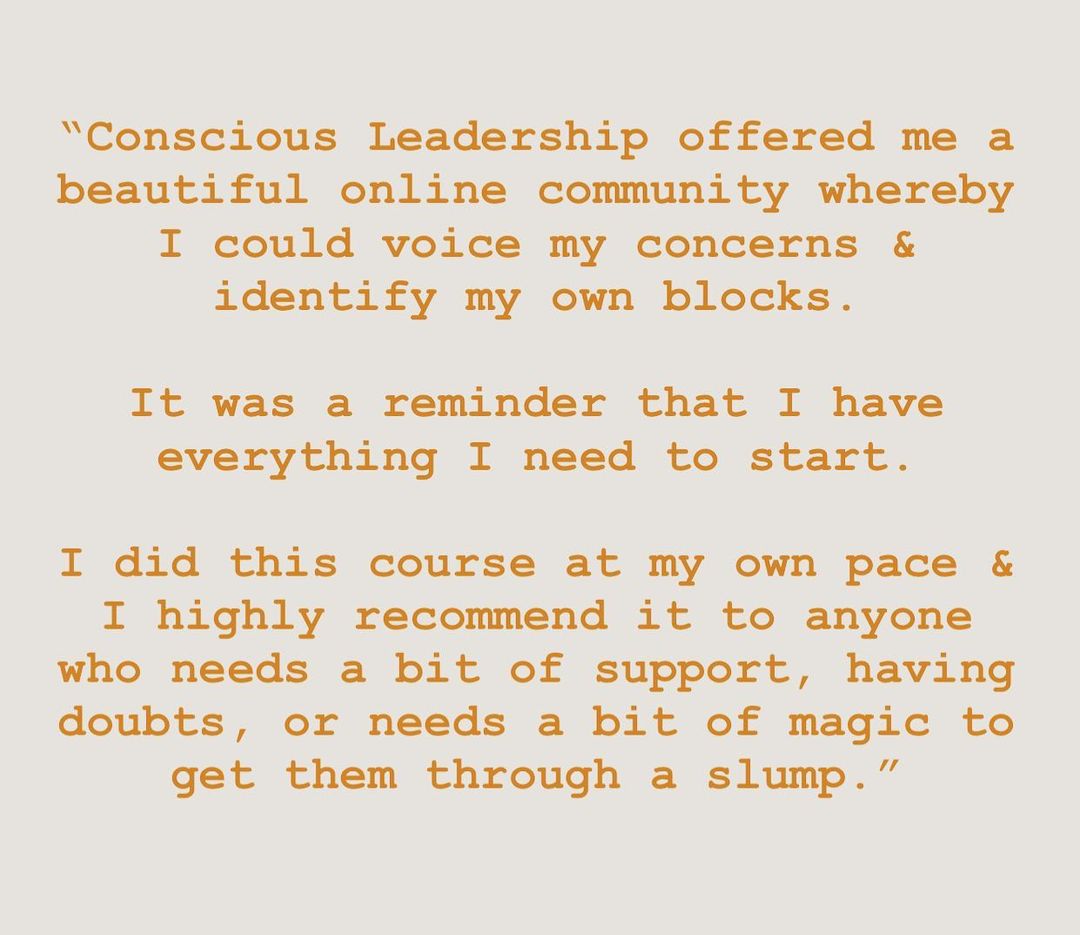 “Conscious Leadership offered me a
beautiful online community whereby
I could voice my concerns &
identify my own blocks.
It was a reminder that I have
everything I need to start.
I did this course at my own pace &
I highly recommend it to anyone
who needs a bit of support, having
doubts, or needs a bit of magic to
get them through a slump.”